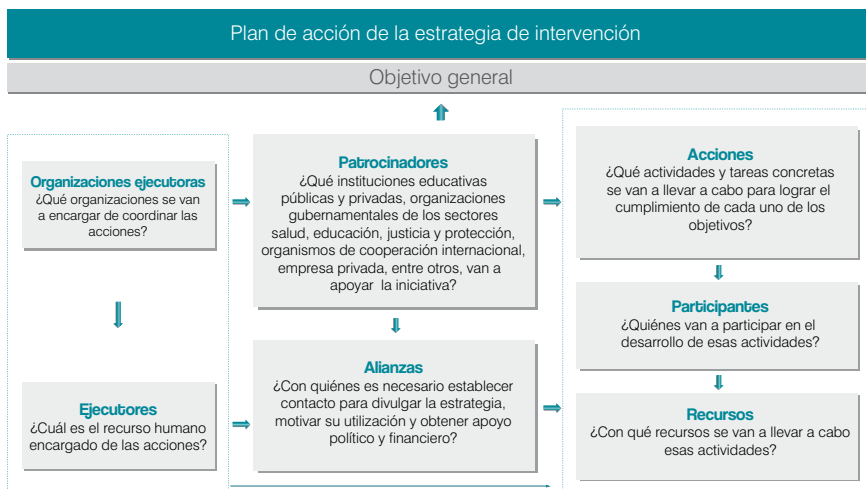 Plan de acción de la estrategia de intervención
Objetivo general
Organizaciones ejecutoras
¿Qué organizaciones se van
a encargar de coordinar las
acciones?
Ejecutores
¿Cuál es el recurso humano
encargado de las acciones?
Patrocinadores
¿Qué instituciones educativas
públicas y privadas, organizaciones
gubernamentales de los sectores
salud, educación, justicia y protección,
organismos de cooperación internacional,
empresa privada, entre otros, van a
apoyar la iniciativa?
Alianzas
¿Con quiénes es necesario establecer
contacto para divulgar la estrategia,
motivar su utilización y obtener apoyo
político y financiero?
Acciones
¿Qué actividades y tareas concretas
se van a llevar a cabo para lograr el
cumplimiento de cada uno de los
objetivos?
Participantes
¿Quiénes van a participar en el
desarrollo de esas actividades?
Recursos
¿Con qué recursos se van a llevar a cabo
esas actividades?